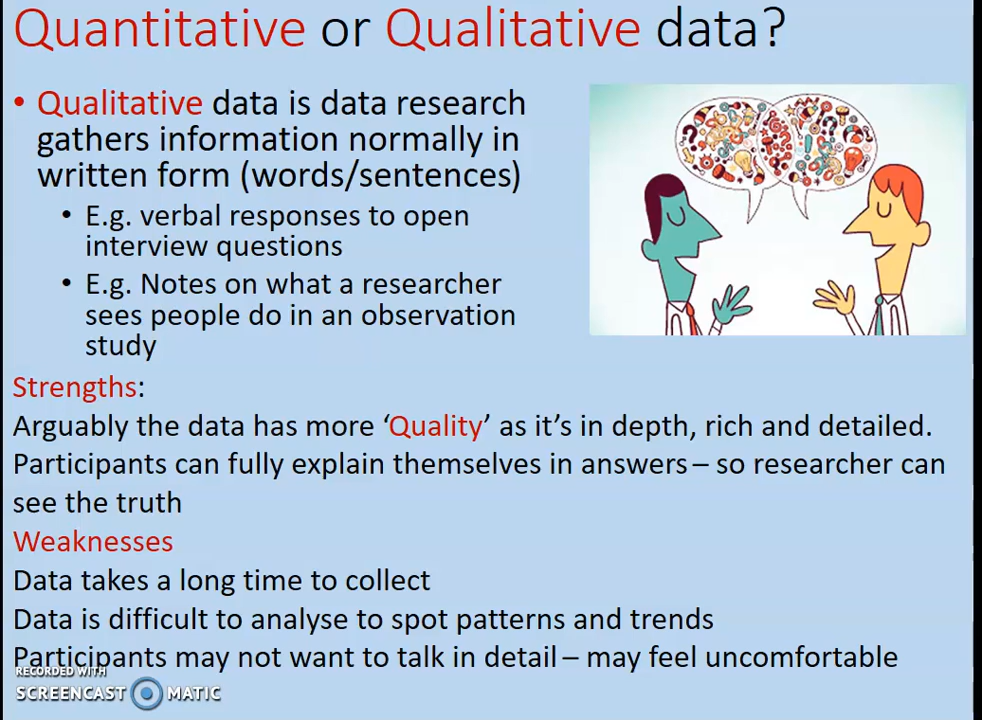 Quantitative or Qualitative data?
• Qualitative data is data research
gathers information normally in
written form (words/sentences)
• E.g. verbal responses to open
interview questions
• E.g. Notes on what a researcher
sees people do in an observation
study
Strengths:
Arguably the data has more ‘Quality’ as it’s in depth, rich and detailed.
Participants can fully explain themselves in answers – so researcher can
see the truth
Weaknesses
Data takes a long time to collect
Data is difficult to analyse to spot patterns and trends
Participants may not want to talk in detail – may feel uncomfortable
RECORDED WITH
SCREENCAST MATIC